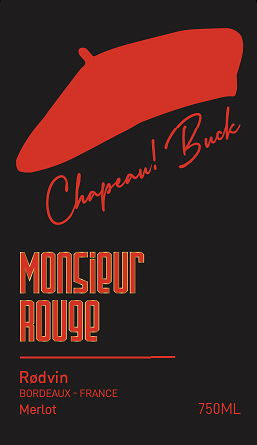 Chapeau! Buck
Monsieur
Rouge
Rødvin
BORDEAUX - FRANCE
Merlot
750ML